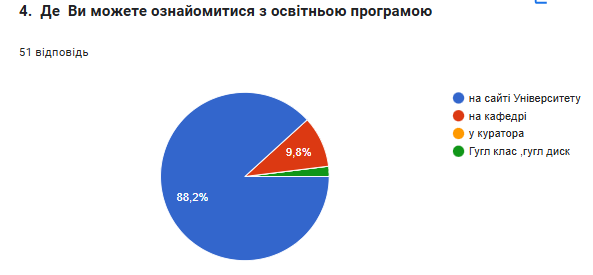 4. Де Ви можете ознайомитися з освітньою програмою
51 відповідь
на сайті Університету
на кафедрі
у куратора
Гугл клас ,гугл диск
9,8%
88,2%